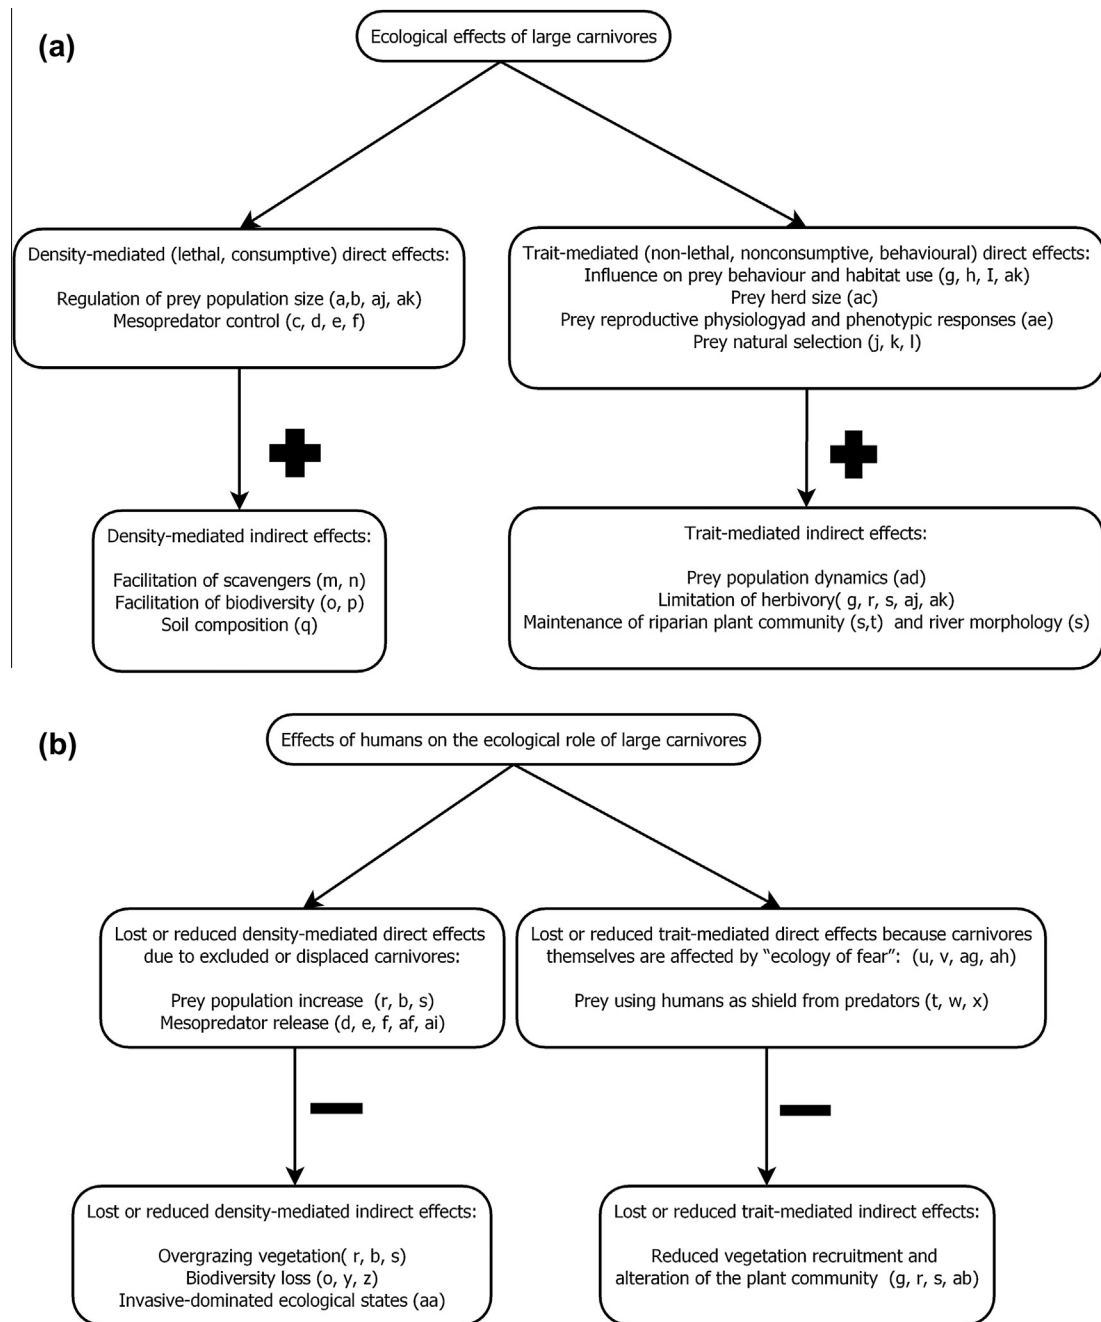 (a)
Ecological effects of large carnivores
Density-mediated (lethal, consumptive) direct effects:
Regulation of prey population size (a,b, aj, ak)
Mesopredator control (c, d, e, f)
Trait-mediated (non-lethal, nonconsumptive, behavioural) direct effects:
Influence on prey behaviour and habitat use (g, h, I, ak)
Prey herd size (ac)
Prey reproductive physiologyad and phenotypic responses (ae)
Prey natural selection (j, k, l)
Density-mediated indirect effects:
Facilitation of scavengers (m, n)
Facilitation of biodiversity (o, p)
Soil composition (q)
Trait-mediated indirect effects:
Prey population dynamics (ad)
Limitation of herbivory( g, r, s, aj, ak)
Maintenance of riparian plant community (s,t) and river morphology (s)
(b)
Effects of humans on the ecological role of large carnivores
Lost or reduced density-mediated direct effects
due to excluded or displaced carnivores:
Prey population increase (r, b, s)
Mesopredator release (d, e, f, af, ai)
Lost or reduced trait-mediated direct effects because carnivores
themselves are affected by “ecology of fear”: (u, v, ag, ah)
Prey using humans as shield from predators (t, w, x)
Lost or reduced density-mediated indirect effects:
Overgrazing vegetation( r, b, s)
Biodiversity loss (o, y, z)
Invasive-dominated ecological states (aa)
Lost or reduced trait-mediated indirect effects:
Reduced vegetation recruitment and
alteration of the plant community (g, r, s, ab)